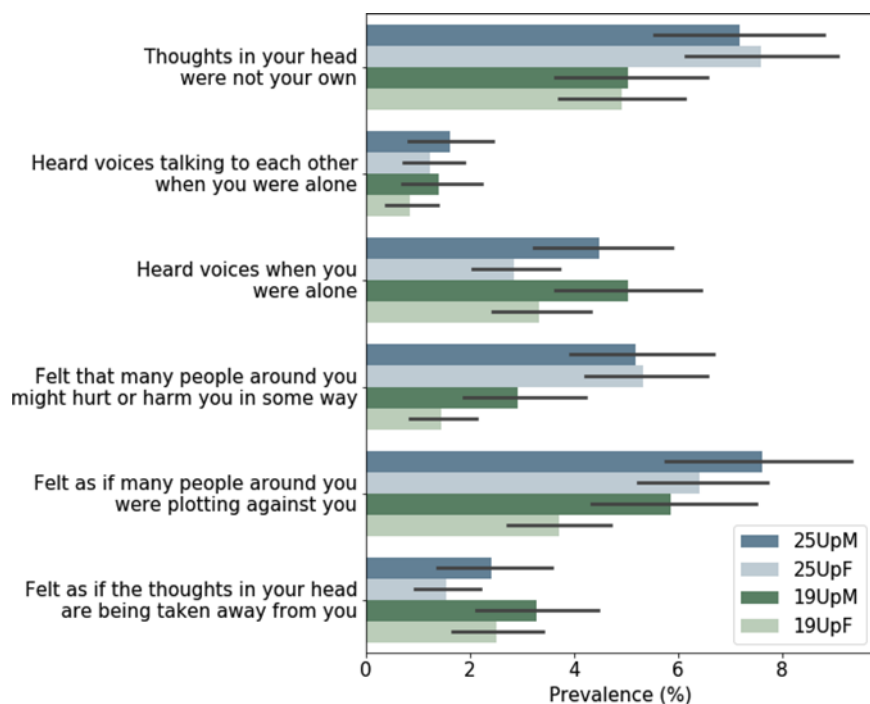 Thoughts in your head
were not your own
Heard voices talking to each other
when you were alone
Heard voices when you
were alone
Felt that many people around you
might hurt or harm you in some way
Felt as if many people around you
were plotting against you
Felt as if the thoughts in your head
are being taken away from you
25UpM
25UpF
19UpM
19UpF
0 2 4 6 8
Prevalence (%)